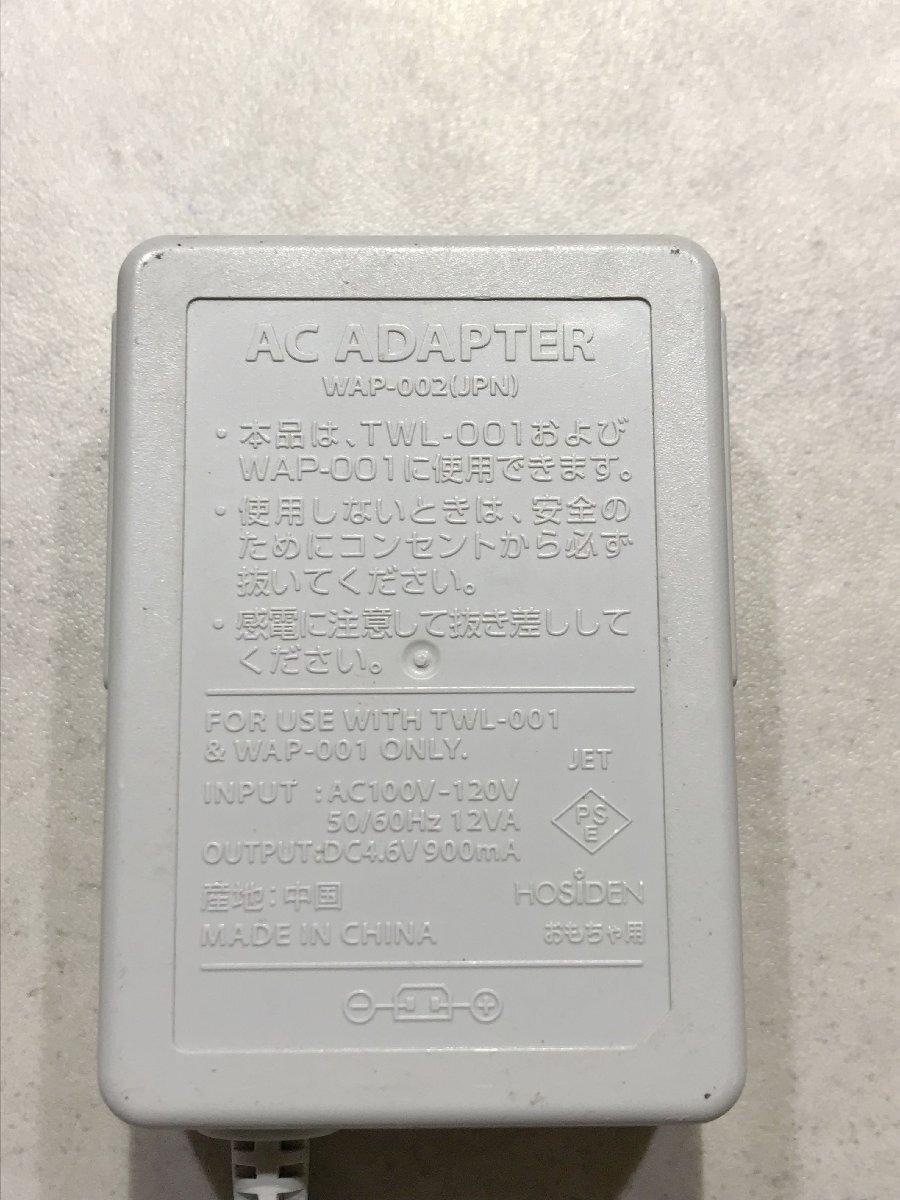 AC ADAPTER
WAP-002(JPN)
・本品は、TWL-001および
WAP-001に使用できます。
・使用しないときは、安全の
ためにコンセントから必ず
抜いてください。
・感電に注意して抜き差しして
ください。
FOR USE WITH TWL-001
& WAP-001 ONLY.
JET
INPUT :AC100V-120V
50/60Hz 12VA
PS
E
OUTPUT:DC4.6V 900mA
産地:中国
HOSIDEN
MADE IN CHINA
おもちゃ用